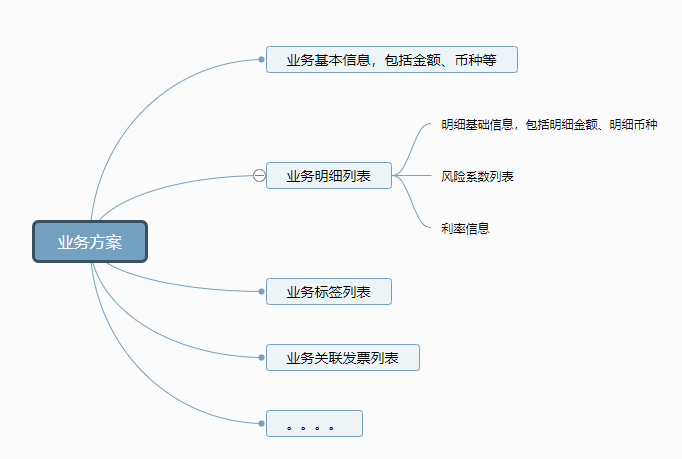 业务方案
业务基本信息，包括金额、币种等
业务明细列表
明细基础信息，包括明细金额、明细币种
风险系数列表
利率信息
业务标签列表
业务关联发票列表
。。。。